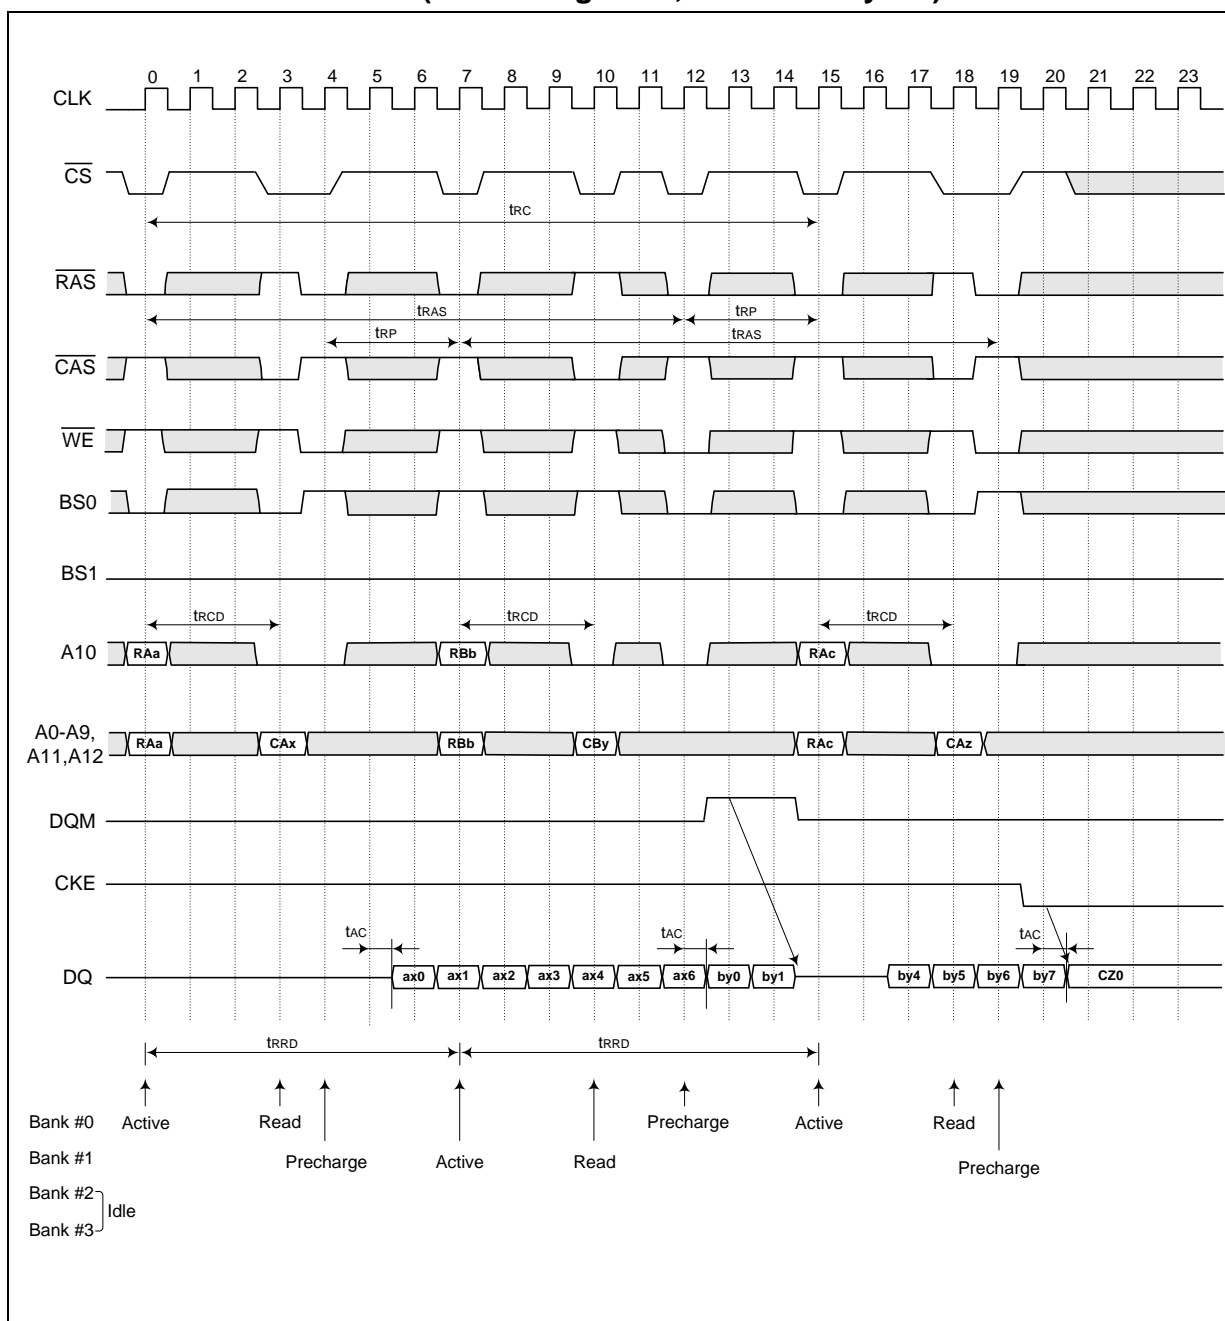 0 1 2 3 4 5 6 7 8 9 10 11 12 13 14 15 16 17 18 19 20 21 22 23
CLK
CS
tRC
RAS
tRAS tRP
tRP tRAS
CAS
WE
BS0
BS1
tRCD tRCD tRCD
A10 RAa RBb RAc
A0-A9,
A11,A12 RAa CAx RBb CBy RAc CAz
DQM
CKE
tAC tAC tAC
DQ ax0 ax1 ax2 ax3 ax4 ax5 ax6 by0 by1 by4 by5 by6 by7 CZ0
tRRD tRRD
Bank #0 Active Read Precharge Active Read
Bank #1 Precharge Active Read Precharge
Bank #2
Idle
Bank #3